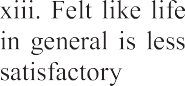 xiii. Felt like life
in general is less
satisfactory